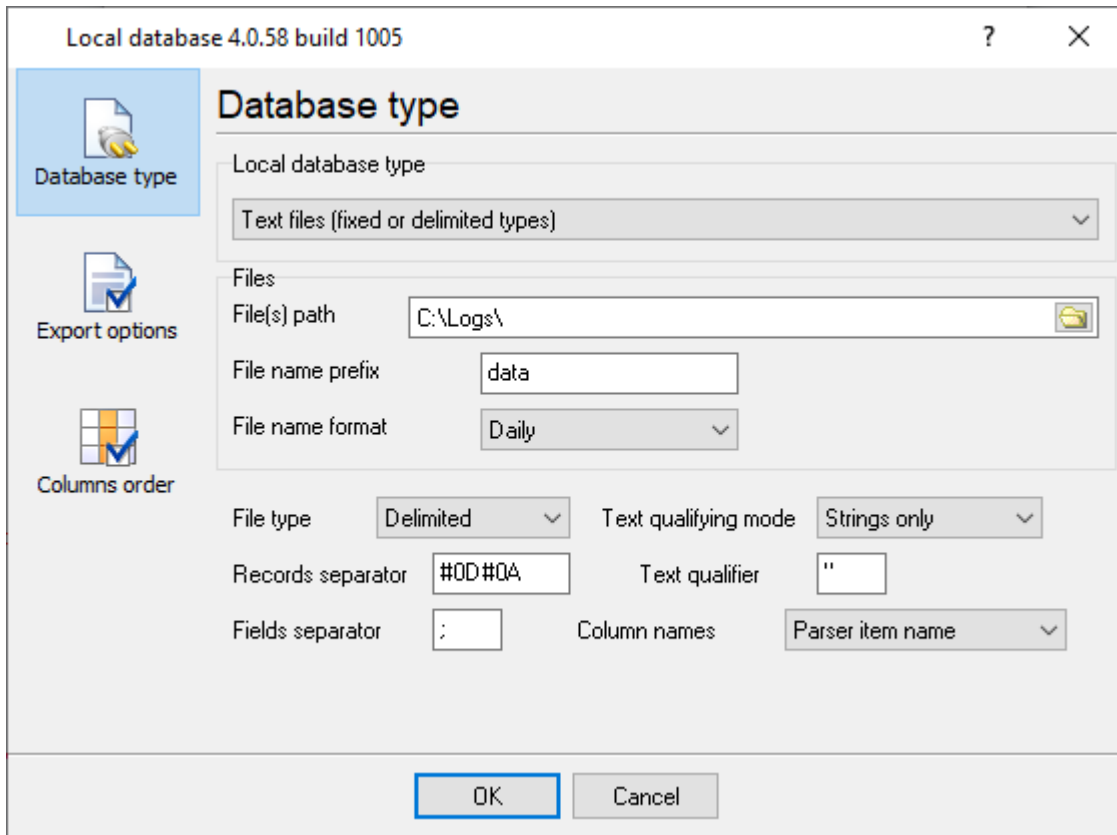 Local database 4.0.58 build 1005
?
Database type
Database type
Local database type
Text files (fixed or delimited types)
Export options
Files
File(s) path C:\Logs\
File name prefix data
File name format Daily
Columns order
File type Delimited Text qualifying mode Strings only
Records separator #0D#0A Text qualifier "
Fields separator ; Column names Parser item name
OK Cancel